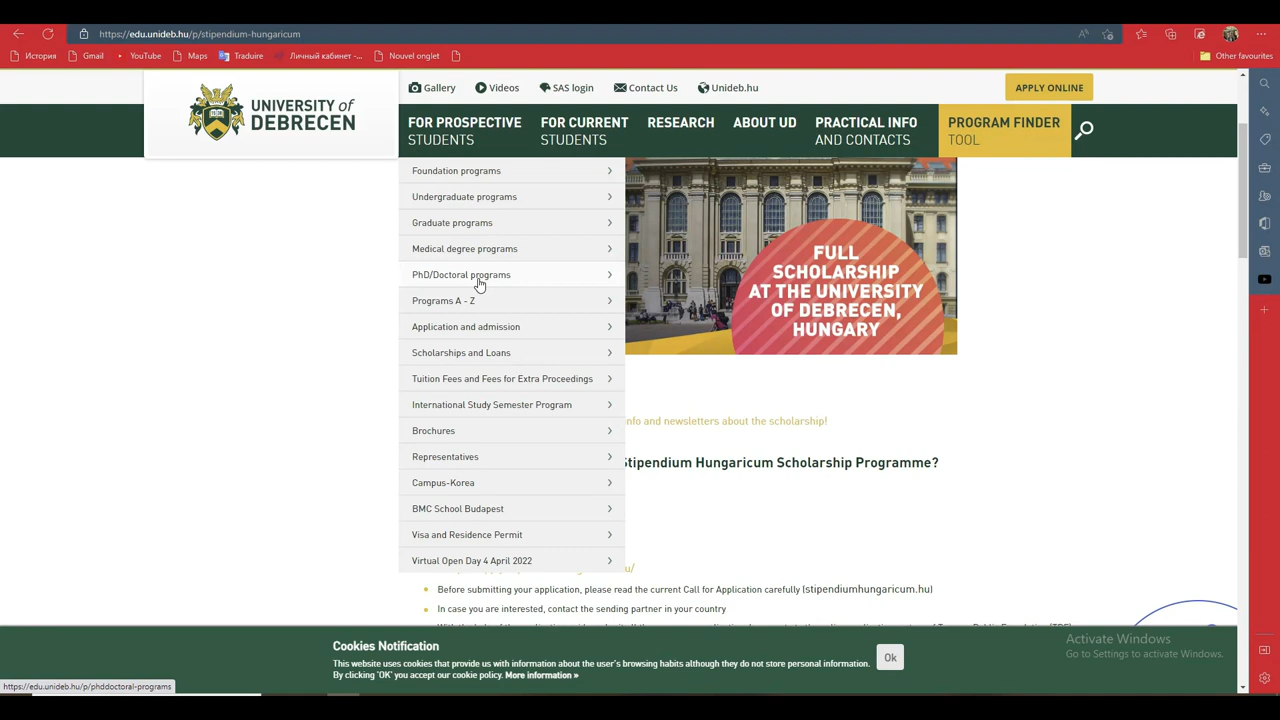 https://edu.unideb.hu/p/stipendium-hungaricum
История
Gmail
YouTube
Maps
Traduire
Личный кабинет -...
Nouvel onglet
Other favourites
UNIVERSITY of
DEBRECEN
Gallery
Videos
SAS login
Contact Us
Unideb.hu
APPLY ONLINE
FOR PROSPECTIVE
STUDENTS
FOR CURRENT
STUDENTS
RESEARCH
ABOUT UD
PRACTICAL INFO
AND CONTACTS
PROGRAM FINDER
TOOL
Foundation programs
Undergraduate programs
Graduate programs
Medical degree programs
PhD/Doctoral programs
Programs A - Z
Application and admission
Scholarships and Loans
Tuition Fees and Fees for Extra Proceedings
International Study Semester Program
Brochures
Representatives
Campus-Korea
BMC School Budapest
Visa and Residence Permit
Virtual Open Day 4 April 2022
FULL
SCHOLARSHIP
AT THE UNIVERSITY
OF DEBRECEN,
HUNGARY
nfo and newsletters about the scholarship!
Stipendium Hungaricum Scholarship Programme?
u/
Before submitting your application, please read the current Call for Application carefully (stipendiumhungaricum.hu)
In case you are interested, contact the sending partner in your country
Cookies Notification
This website uses cookies that provide us with information about the user's browsing habits although they do not store personal information.
By clicking 'OK' you accept our cookie policy. More information »
Ok
Activate Windows
Go to Settings to activate Windows.
https://edu.unideb.hu/p/phddoctoral-programs